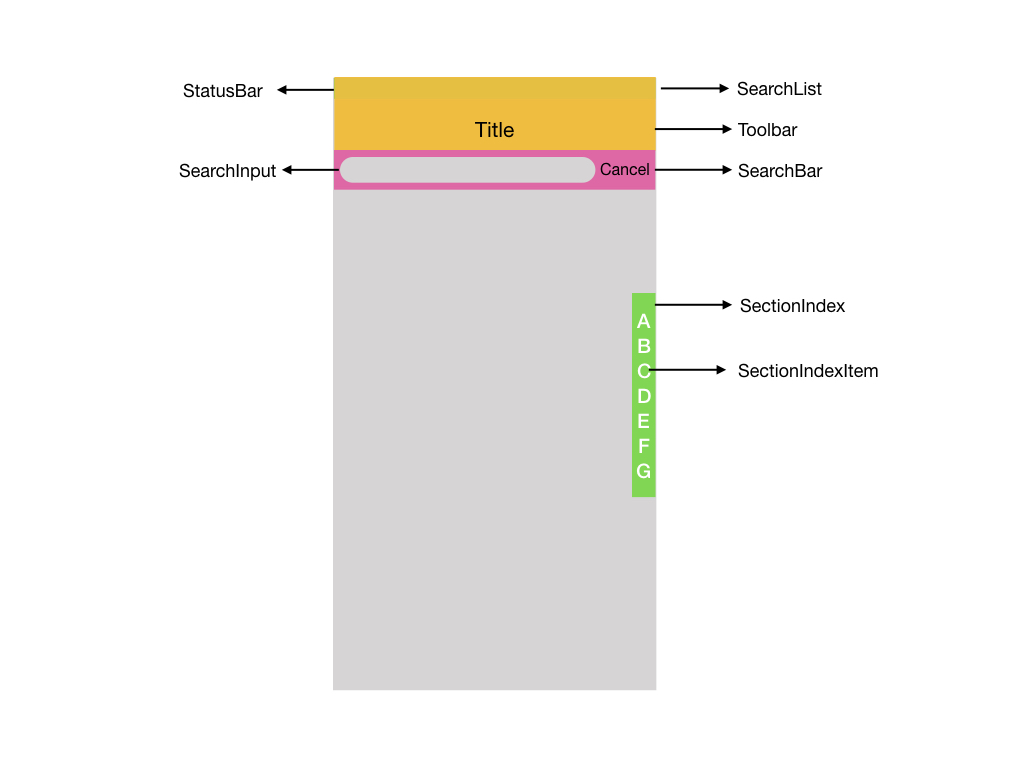 StatusBar
SearchList
Title
Toolbar
SearchInput
Cancel
SearchBar
SectionIndex
A
B
C
SectionIndexItem
D
E
F
G